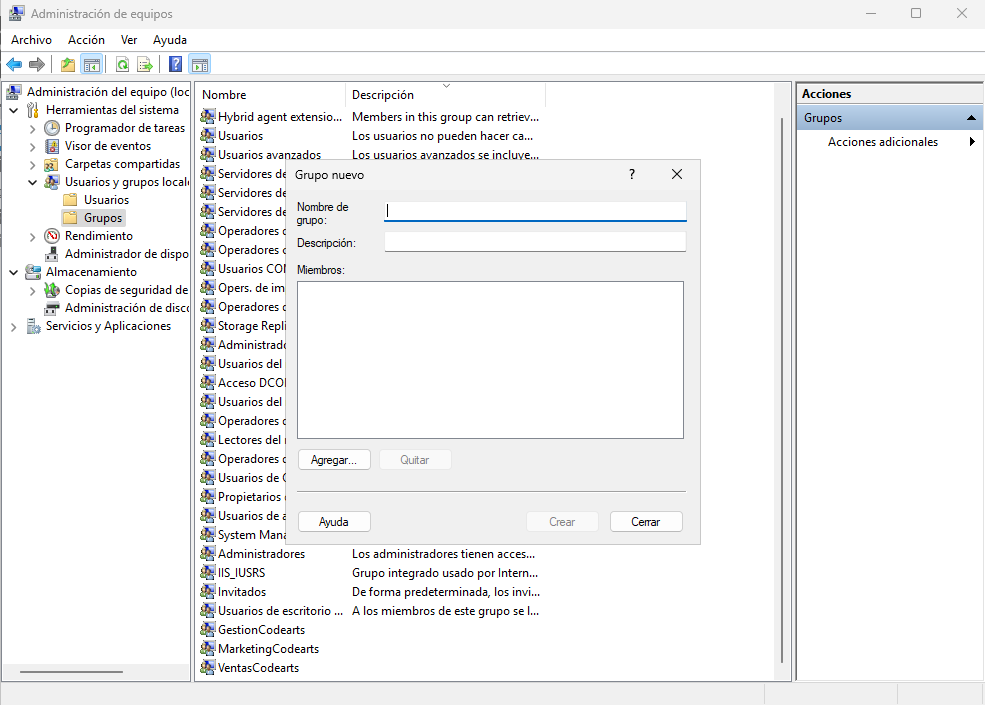 Administración de equipos
Archivo Acción Ver Ayuda
Administración del equipo (loc
Herramientas del sistema
Programador de tareas
Visor de eventos
Carpetas compartidas
Usuarios y grupos locale
Usuarios
Grupos
Rendimiento
Administrador de dispo
Almacenamiento
Copias de seguridad de
Administración de disco
Servicios y Aplicaciones
Nombre Descripción
Hybrid agent extensio... Members in this group can retriev...
Usuarios Los usuarios no pueden hacer ca...
Usuarios avanzados Los usuarios avanzados se incluye...
Servidores de
Servidores de
Servidores de
Operadores d
Operadores c
Usuarios COM
Opers. de im
Operadores d
Storage Repli
Administrado
Usuarios del
Acceso DCO
Usuarios del
Operadores d
Lectores del r
Operadores d
Usuarios de C
Propietarios
Usuarios de a
System Mana
Administradores Los administradores tienen acces...
IIS_IUSRS Grupo integrado usado por Intern...
Invitados De forma predeterminada, los invi...
Usuarios de escritorio ... A los miembros de este grupo se l...
GestionCodearts
MarketingCodearts
VentasCodearts
Grupo nuevo
?
Nombre de
grupo:
Descripción:
Miembros:
Agregar... Quitar
Ayuda Crear Cerrar
Acciones
Grupos
Acciones adicionales